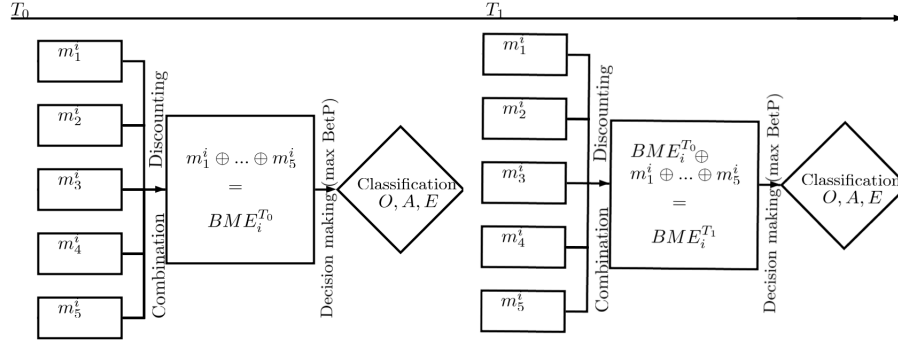 T_0
T_1
m_1^i
m_2^i
m_3^i
m_4^i
m_5^i
Discounting
Combination
m_1^i ⊕ ... ⊕ m_5^i
=
BME_i^{T_0}
Decision making(max BetP)
Classification
O, A, E
m_1^i
m_2^i
m_3^i
m_4^i
m_5^i
Discounting
Combination
BME_i^{T_0}⊕
m_1^i ⊕ ... ⊕ m_5^i
=
BME_i^{T_1}
Decision making(max BetP)
Classification
O, A, E